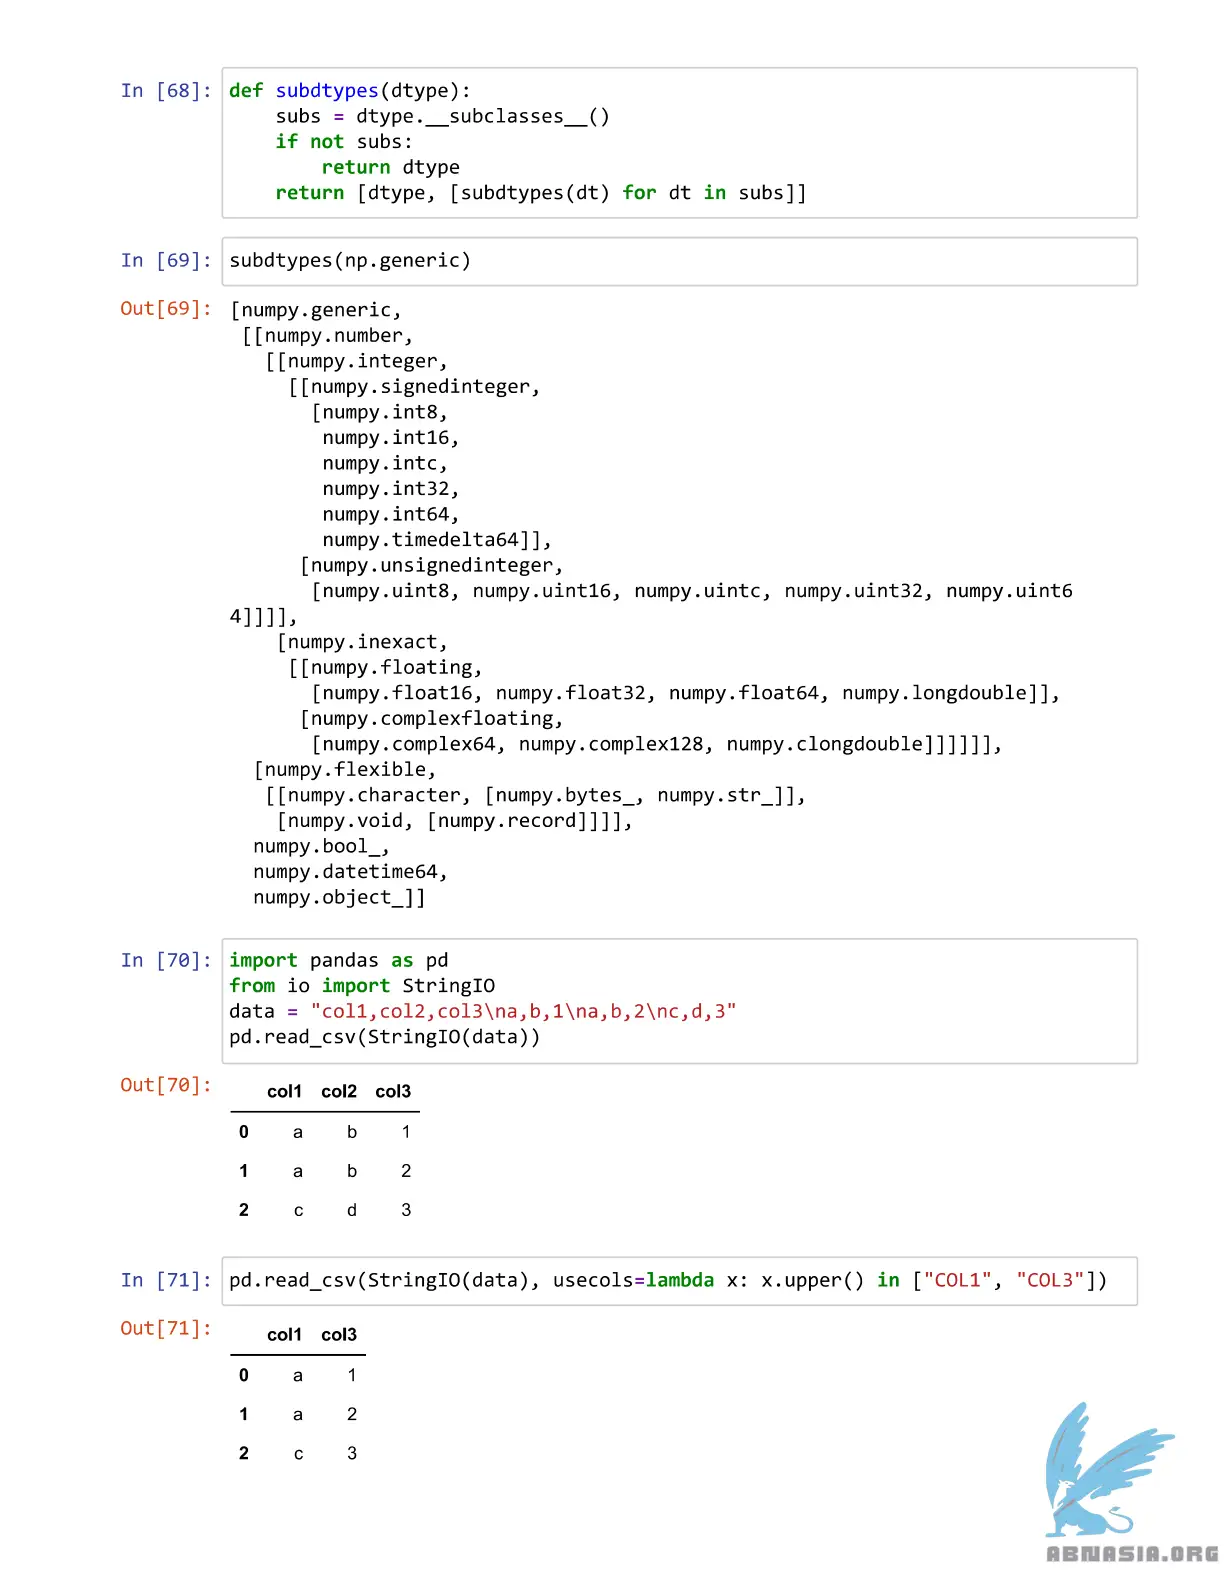 In [68]: def subdtypes(dtype):
    subs = dtype.__subclasses__()
    if not subs:
        return dtype
    return [dtype, [subdtypes(dt) for dt in subs]]
In [69]: subdtypes(np.generic)
Out[69]: [numpy.generic,
 [[numpy.number,
   [[numpy.integer,
     [[numpy.signedinteger,
       [numpy.int8,
        numpy.int16,
        numpy.intc,
        numpy.int32,
        numpy.int64,
        numpy.timedelta64]],
      [numpy.unsignedinteger,
       [numpy.uint8, numpy.uint16, numpy.uintc, numpy.uint32, numpy.uint6
4]]]],
    [numpy.inexact,
     [[numpy.floating,
       [numpy.float16, numpy.float32, numpy.float64, numpy.longdouble]],
      [numpy.complexfloating,
       [numpy.complex64, numpy.complex128, numpy.clongdouble]]]]]],
  [numpy.flexible,
   [[numpy.character, [numpy.bytes_, numpy.str_]],
    [numpy.void, [numpy.record]]]],
  numpy.bool_,
  numpy.datetime64,
  numpy.object_]]
In [70]: import pandas as pd
from io import StringIO
data = "col1,col2,col3\na,b,1\na,b,2\nc,d,3"
pd.read_csv(StringIO(data))
Out[70]:
col1 col2 col3
0 a b 1
1 a b 2
2 c d 3
In [71]: pd.read_csv(StringIO(data), usecols=lambda x: x.upper() in ["COL1", "COL3"])
Out[71]:
col1 col3
0 a 1
1 a 2
2 c 3
ABNASIA.ORG